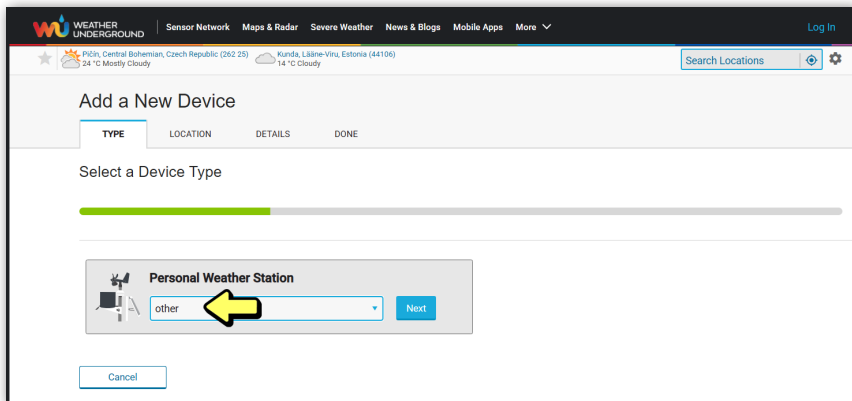 WEATHER
UNDERGROUND
Sensor Network Maps & Radar Severe Weather News & Blogs Mobile Apps More
Log In
Pičín, Central Bohemian, Czech Republic (262 25)
24 °C Mostly Cloudy
Kunda, Lääne-Viru, Estonia (44106)
14 °C Cloudy
Search Locations
Add a New Device
TYPE LOCATION DETAILS DONE
Select a Device Type
Personal Weather Station
other
Next
Cancel